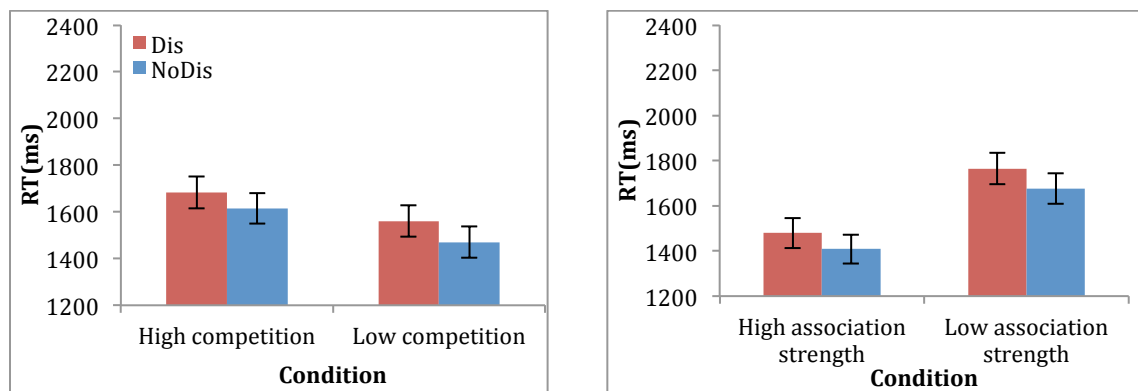 2400
2200
2000
1800
1600
1400
1200
RT(ms)
Dis
NoDis
High competition Low competition
Condition
2400
2200
2000
1800
1600
1400
1200
RT(ms)
High association strength
Low association strength
Condition